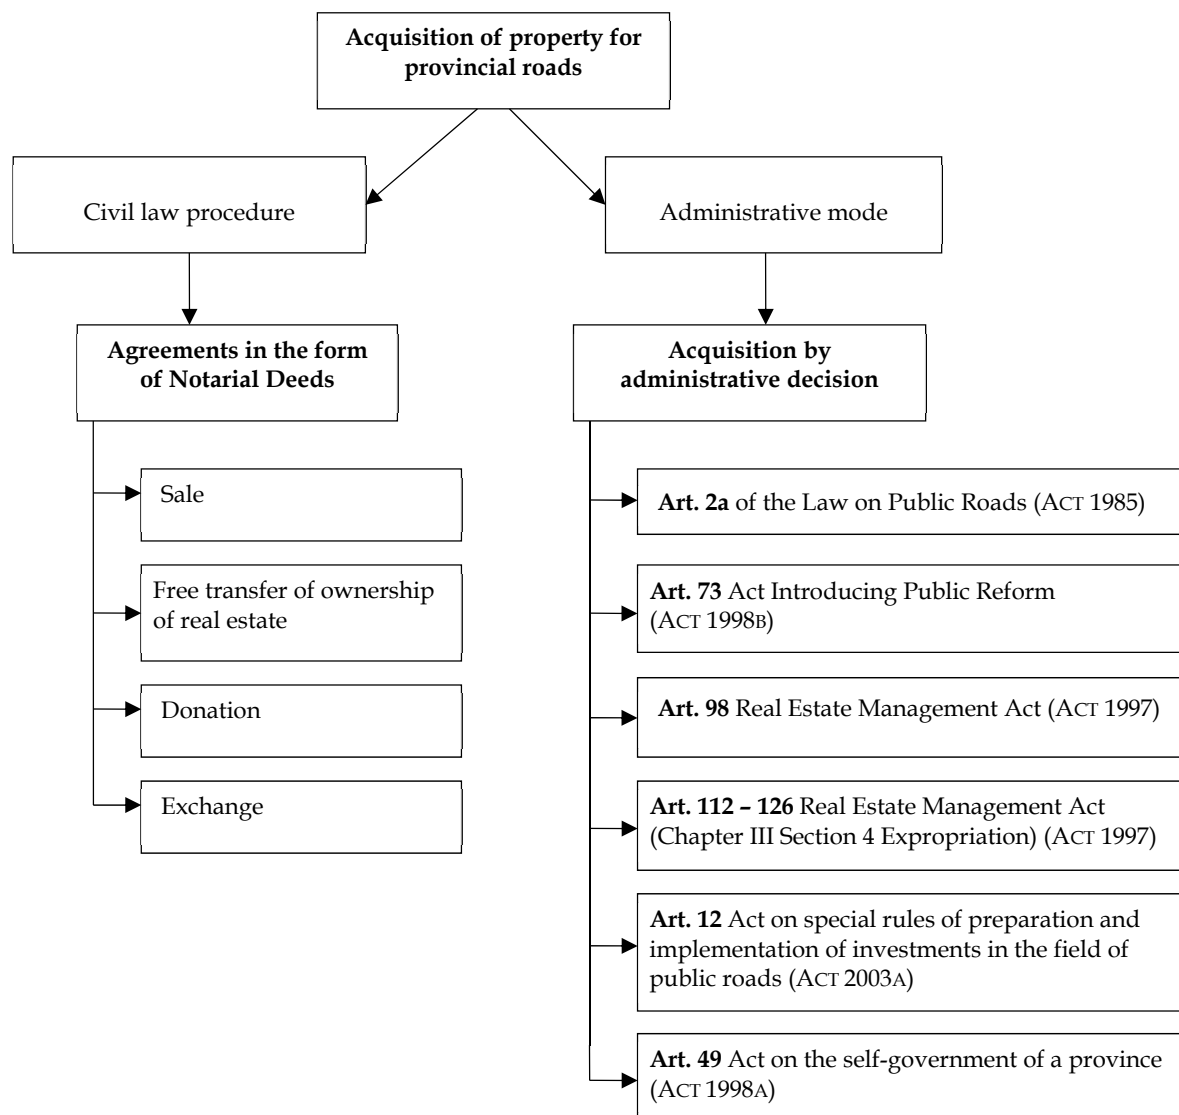 Acquisition of property for
provincial roads
Civil law procedure
Administrative mode
Agreements in the form
of Notarial Deeds
Acquisition by
administrative decision
Sale
Free transfer of ownership
of real estate
Donation
Exchange
Art. 2a of the Law on Public Roads (ACT 1985)
Art. 73 Act Introducing Public Reform
(ACT 1998B)
Art. 98 Real Estate Management Act (ACT 1997)
Art. 112 – 126 Real Estate Management Act
(Chapter III Section 4 Expropriation) (ACT 1997)
Art. 12 Act on special rules of preparation and
implementation of investments in the field of
public roads (ACT 2003A)
Art. 49 Act on the self-government of a province
(ACT 1998A)